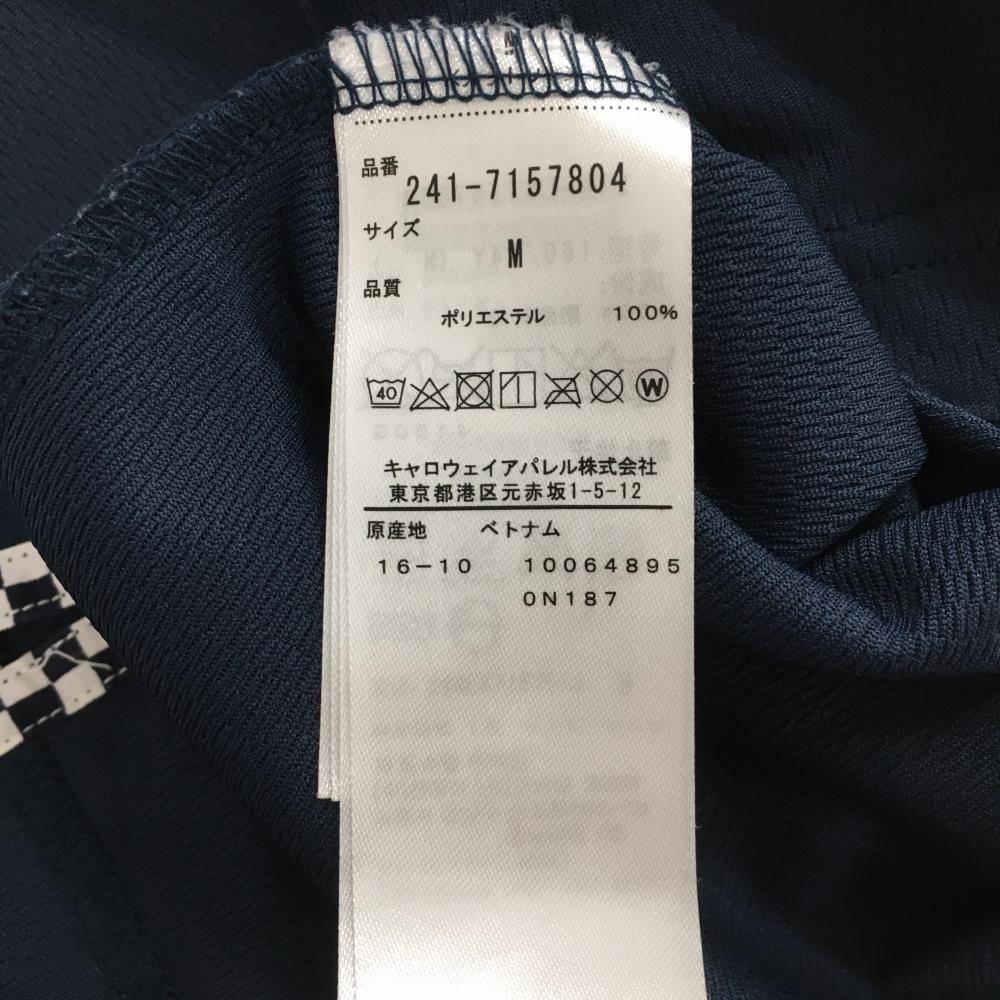 品番
241-7157804
サイズ
M
品質
ポリエステル 100%
40 W
キャロウェイアパレル株式会社
東京都港区元赤坂1-5-12
原産地 ベトナム
16-10 10064895
0N187